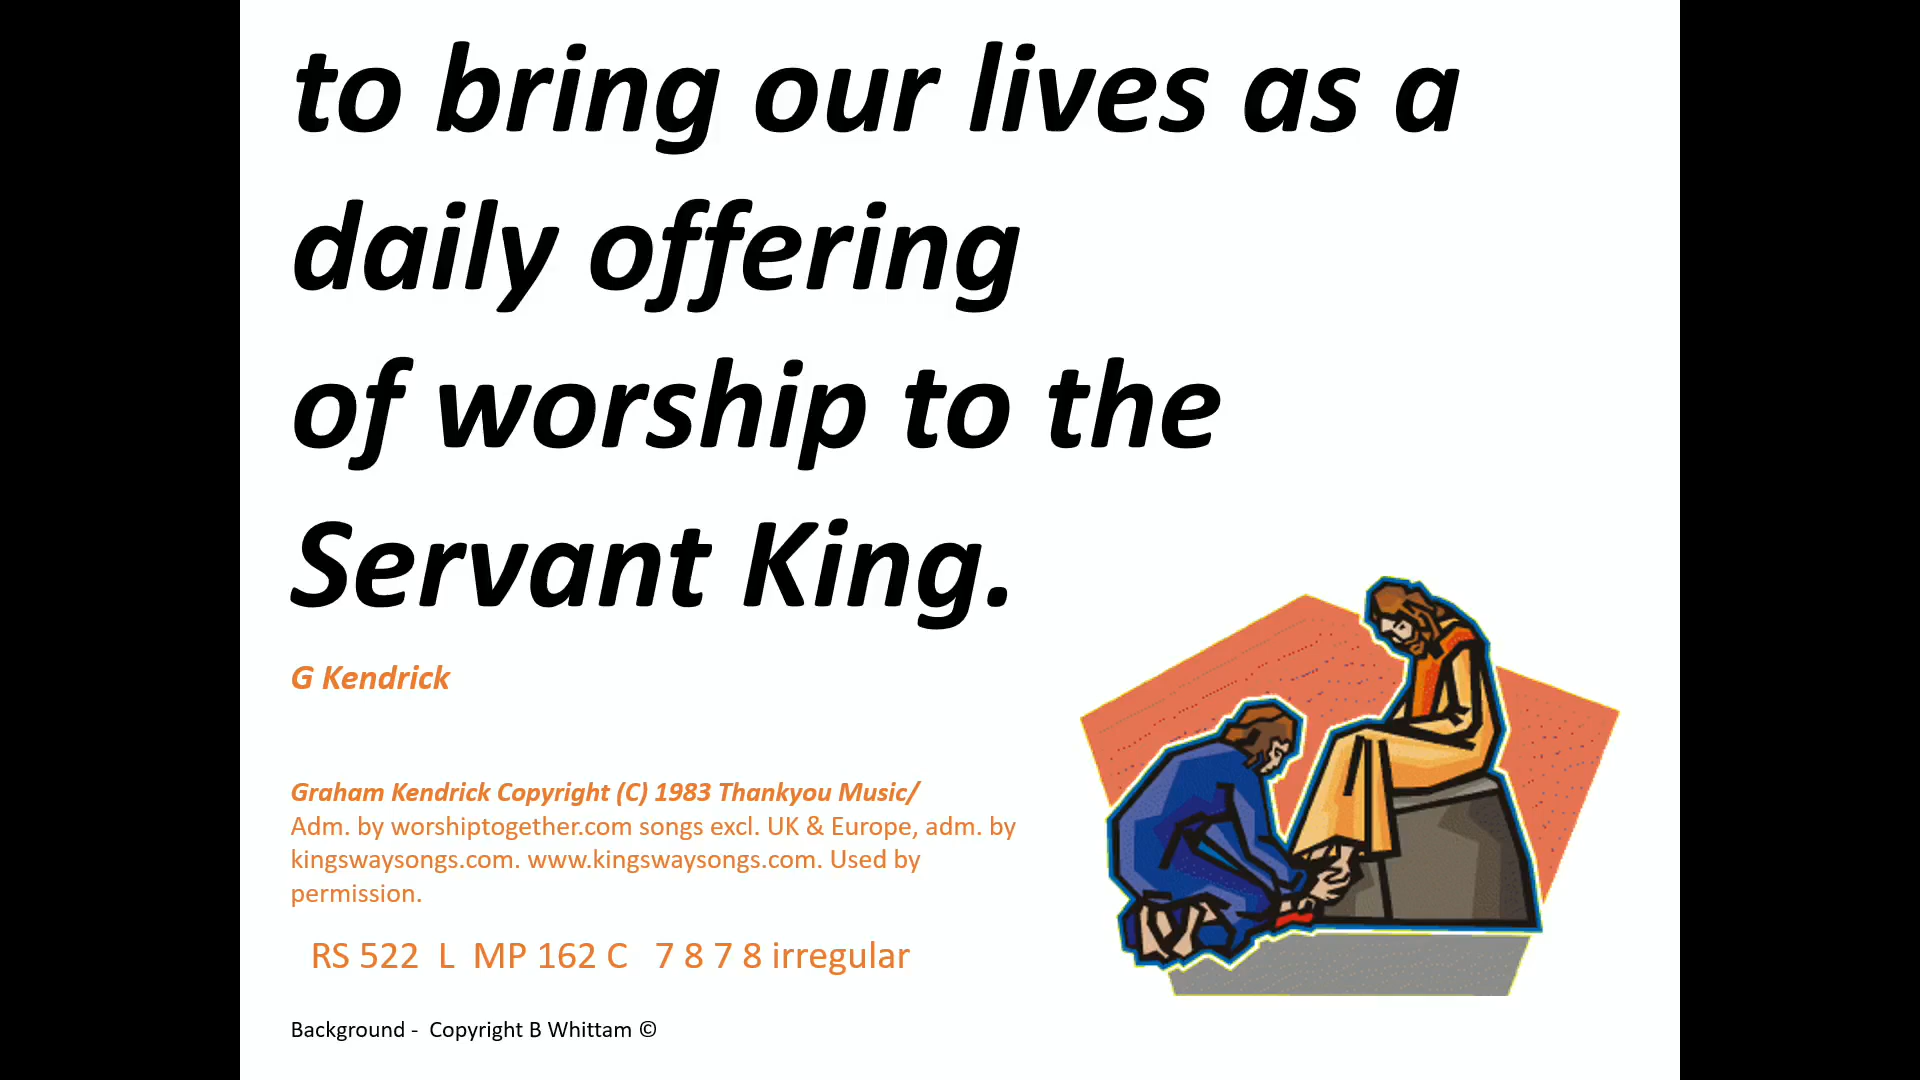 to bring our lives as a
daily offering
of worship to the
Servant King.
G Kendrick
Graham Kendrick Copyright (C) 1983 Thankyou Music/
Adm. by worshiptogether.com songs excl. UK & Europe, adm. by
kingswaysongs.com. www.kingswaysongs.com. Used by
permission.
RS 522 L MP 162 C 7 8 7 8 irregular
Background - Copyright B Whittam ©